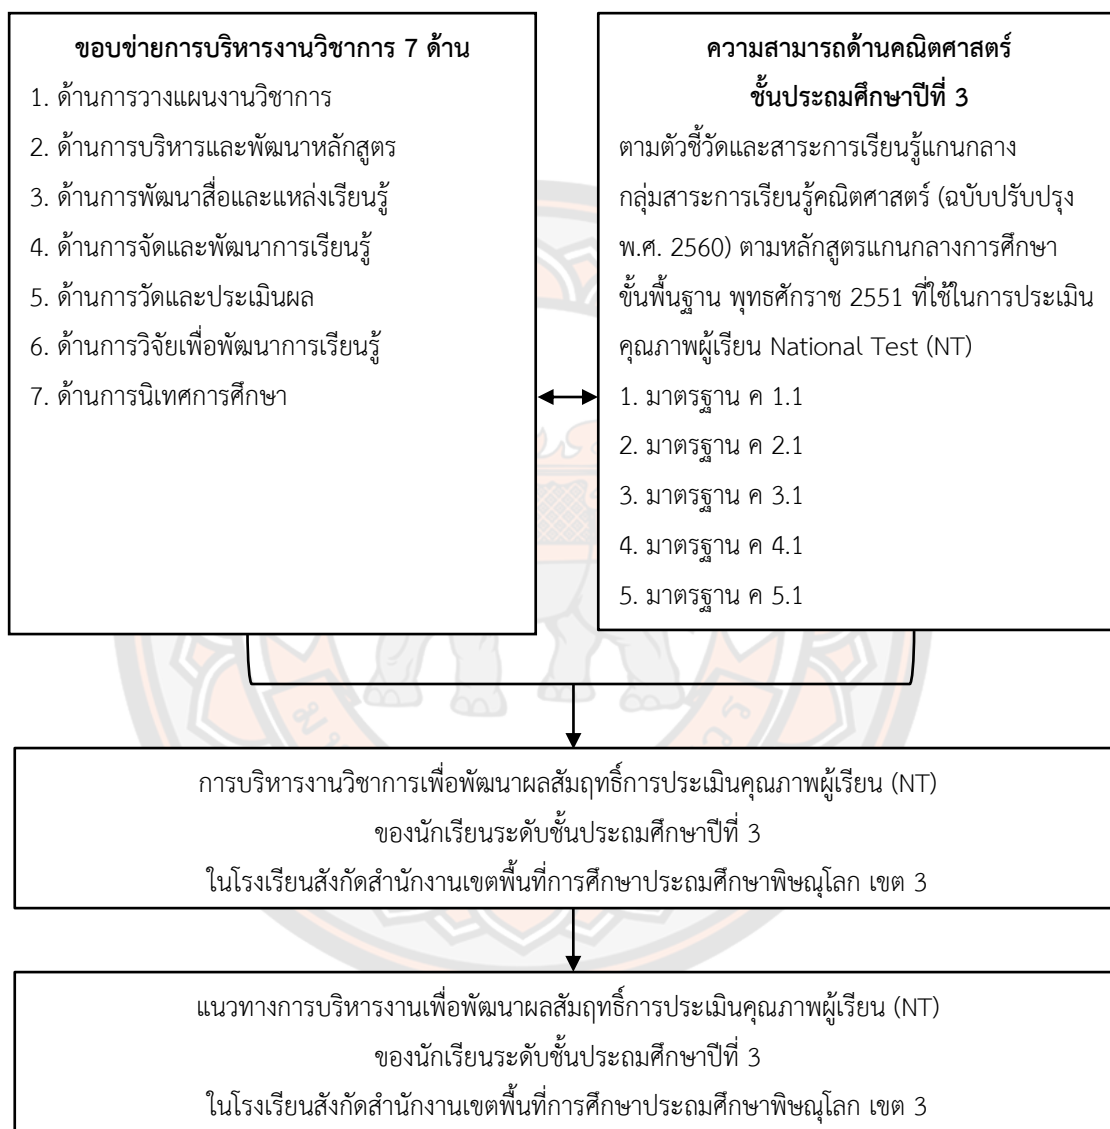 ขอบข่ายการบริหารงานวิชาการ 7 ด้าน
1. ด้านการวางแผนงานวิชาการ
2. ด้านการบริหารและพัฒนาหลักสูตร
3. ด้านการพัฒนาสื่อและแหล่งเรียนรู้
4. ด้านการจัดและพัฒนาการเรียนรู้
5. ด้านการวัดและประเมินผล
6. ด้านการวิจัยเพื่อพัฒนาการเรียนรู้
7. ด้านการนิเทศการศึกษา
ความสามารถด้านคณิตศาสตร์
ชั้นประถมศึกษาปีที่ 3
ตามตัวชี้วัดและสาระการเรียนรู้แกนกลาง
กลุ่มสาระการเรียนรู้คณิตศาสตร์ (ฉบับปรับปรุง
พ.ศ. 2560) ตามหลักสูตรแกนกลางการศึกษา
ขั้นพื้นฐาน พุทธศักราช 2551 ที่ใช้ในการประเมิน
คุณภาพผู้เรียน National Test (NT)
1. มาตรฐาน ค 1.1
2. มาตรฐาน ค 2.1
3. มาตรฐาน ค 3.1
4. มาตรฐาน ค 4.1
5. มาตรฐาน ค 5.1
การบริหารงานวิชาการเพื่อพัฒนาผลสัมฤทธิ์การประเมินคุณภาพผู้เรียน (NT)
ของนักเรียนระดับชั้นประถมศึกษาปีที่ 3
ในโรงเรียนสังกัดสำนักงานเขตพื้นที่การศึกษาประถมศึกษาพิษณุโลก เขต 3
แนวทางการบริหารงานเพื่อพัฒนาผลสัมฤทธิ์การประเมินคุณภาพผู้เรียน (NT)
ของนักเรียนระดับชั้นประถมศึกษาปีที่ 3
ในโรงเรียนสังกัดสำนักงานเขตพื้นที่การศึกษาประถมศึกษาพิษณุโลก เขต 3